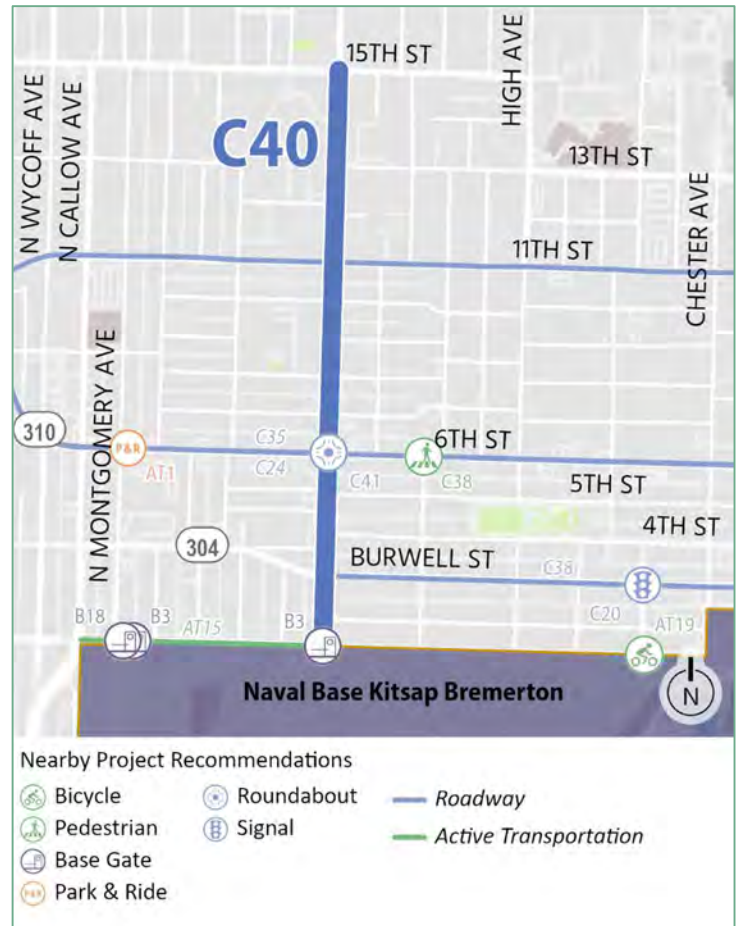 15TH ST
HIGH AVE
N WYCOFF AVE
N CALLOW AVE
C40
13TH ST
CHESTER AVE
11TH ST
N MONTGOMERY AVE
310
P&R
AT1
C35
C24
6TH ST
C41
C38
5TH ST
4TH ST
304
BURWELL ST
C38
C20
AT19
B18
B3
AT15
B3
Naval Base Kitsap Bremerton
N
Nearby Project Recommendations
Bicycle
Roundabout
Roadway
Pedestrian
Signal
Active Transportation
Base Gate
P&R
Park & Ride